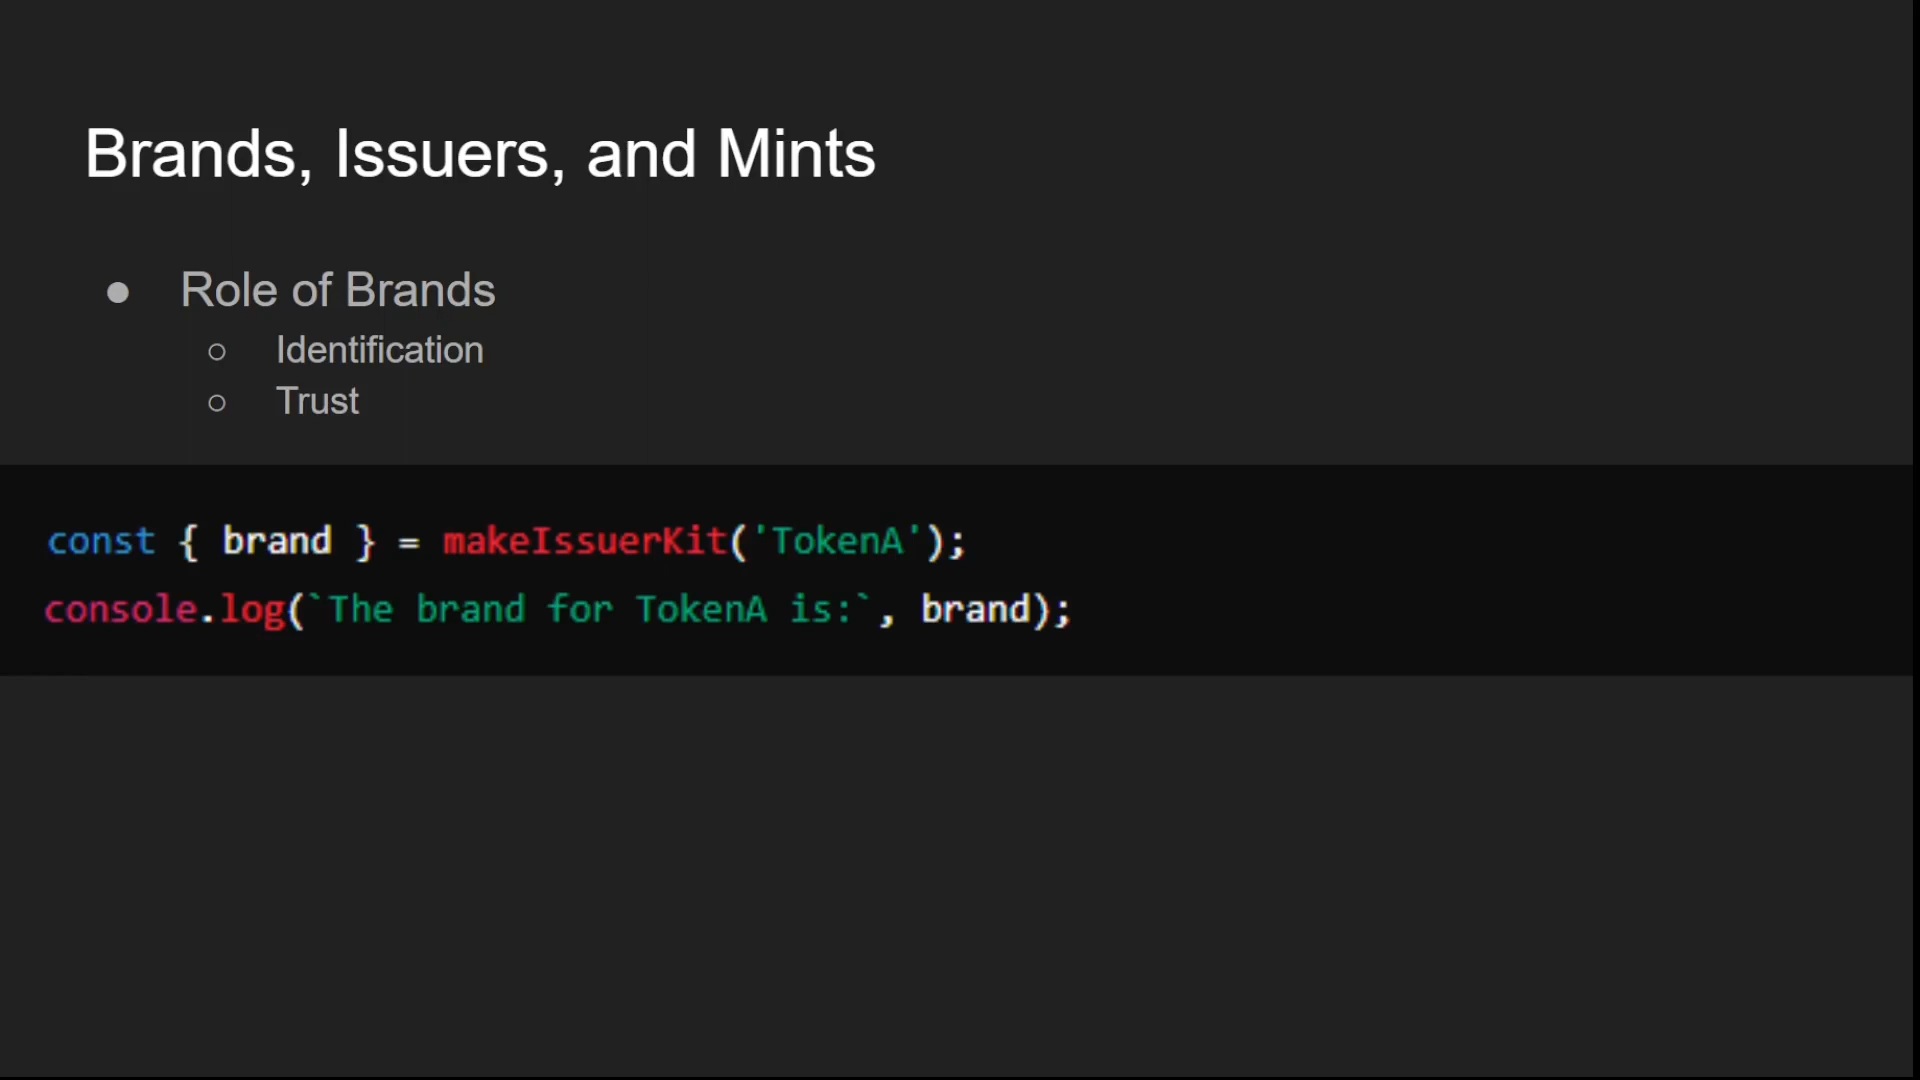 Brands, Issuers, and Mints
● Role of Brands
○ Identification
○ Trust
const { brand } = makeIssuerKit('TokenA');
console.log(`The brand for TokenA is:`, brand);